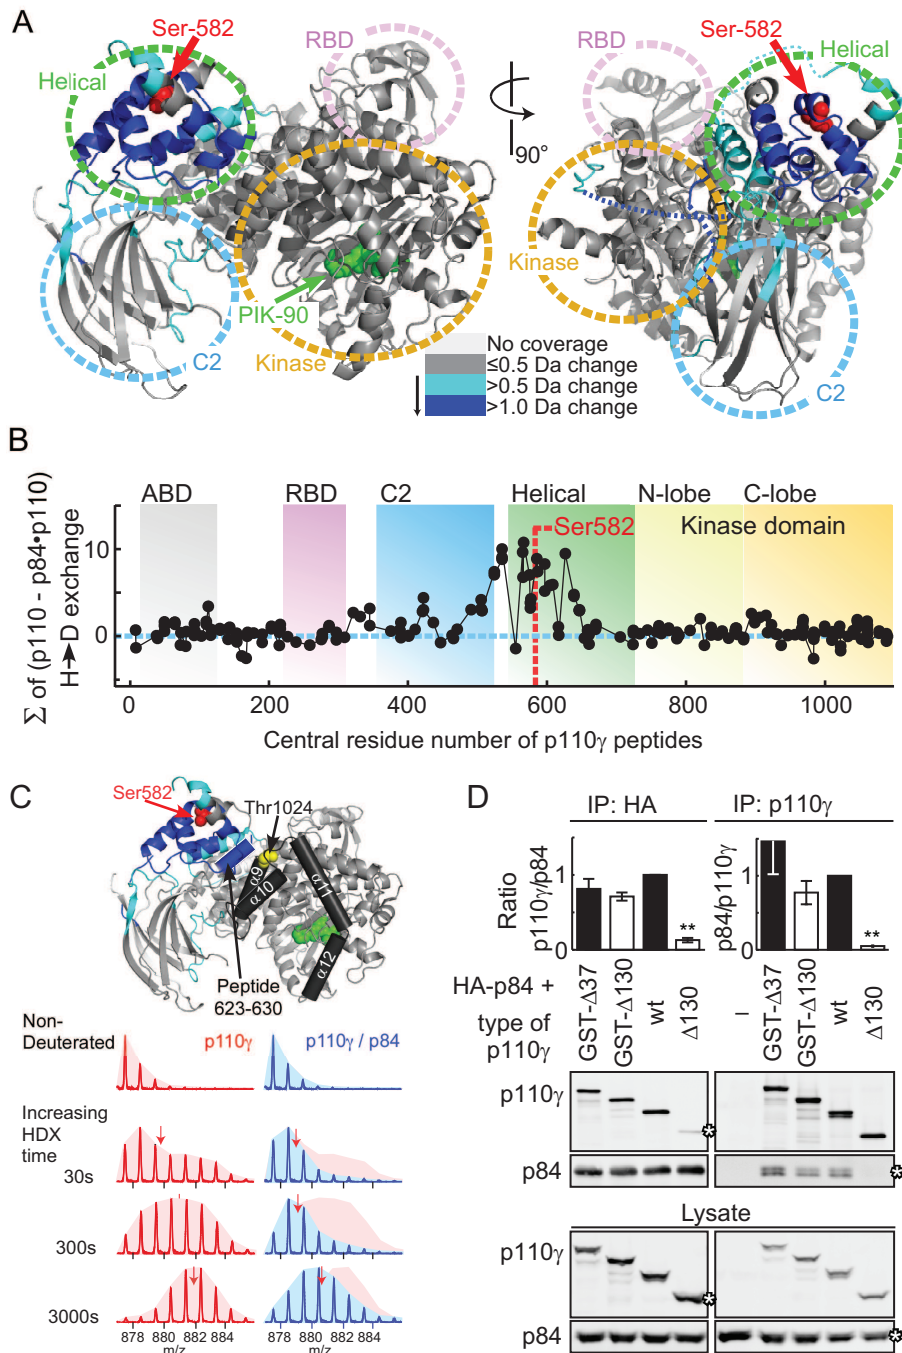 A
Ser-582
Helical
RBD
PIK-90
Kinase
C2
90°
RBD
Ser-582
Helical
Kinase
C2
No coverage
≤0.5 Da change
>0.5 Da change
>1.0 Da change
B
Σ of (p110 - p84•p110)
H➔D exchange
ABD
RBD
C2
Helical
N-lobe
C-lobe
Ser582
Kinase domain
10
0
0
200
400
600
800
1000
Central residue number of p110γ peptides
C
Ser582
Thr1024
α9
α10
α11
α12
Peptide
623-630
Non-
Deuterated
p110γ
p110γ / p84
Increasing
HDX
time
30s
300s
3000s
878 880 882 884
m/z
878 880 882 884
m/z
D
IP: HA
IP: p110γ
Ratio
p110γ/p84
1
0
**
p84/p110γ
1
0
**
HA-p84 +
type of
p110γ
GST-Δ37
GST-Δ130
wt
Δ130
–
GST-Δ37
GST-Δ130
wt
Δ130
p110γ
*
p84
*
Lysate
p110γ
*
p84
*